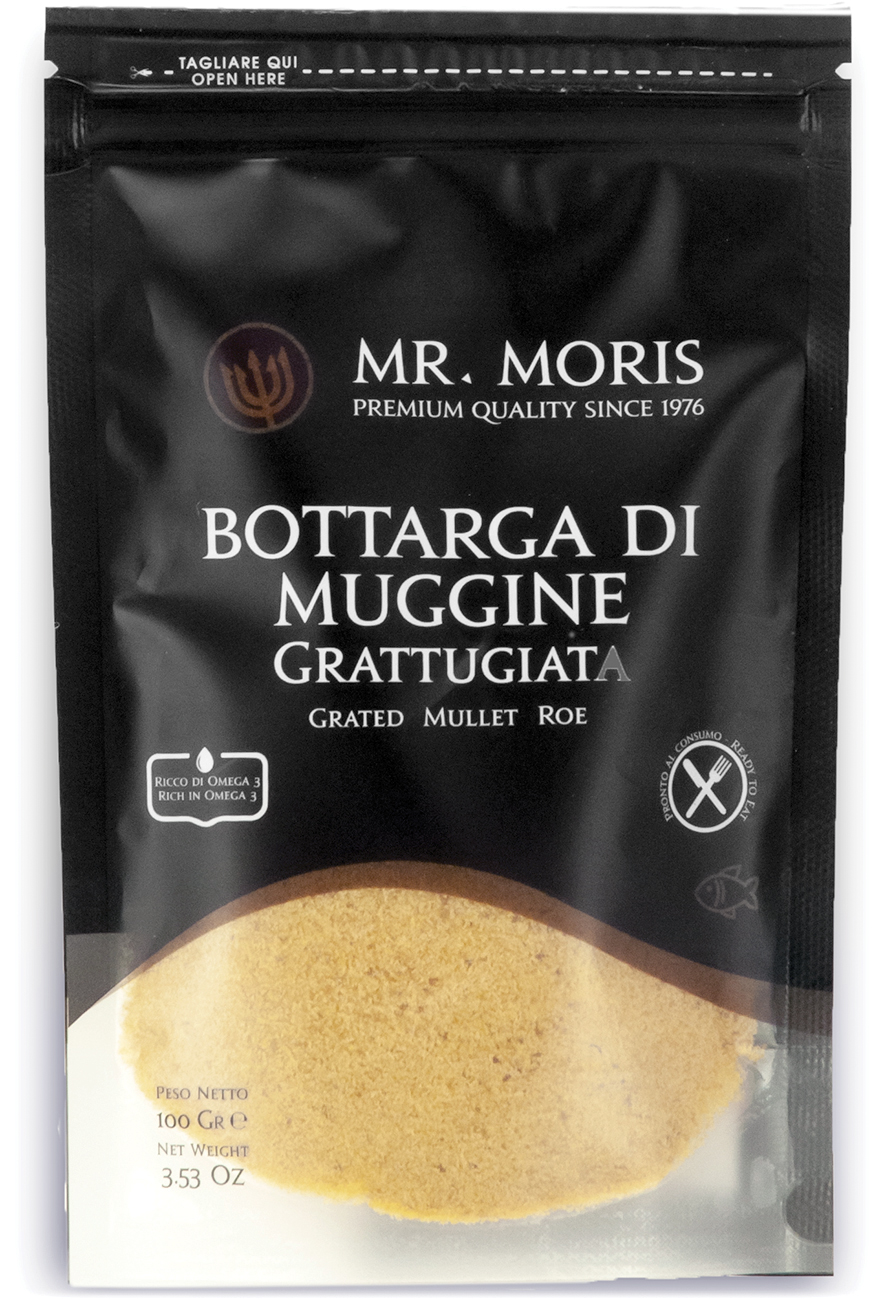 TAGLIARE QUI
OPEN HERE
MR. MORIS
PREMIUM QUALITY SINCE 1976
BOTTARGA DI
MUGGINE
GRATTUGIATA
GRATED MULLET ROE
RICCO DI OMEGA 3
RICH IN OMEGA 3
PRONTO AL CONSUMO - READY TO EAT
PESO NETTO
100 GR ℮
NET WEIGHT
3.53 OZ